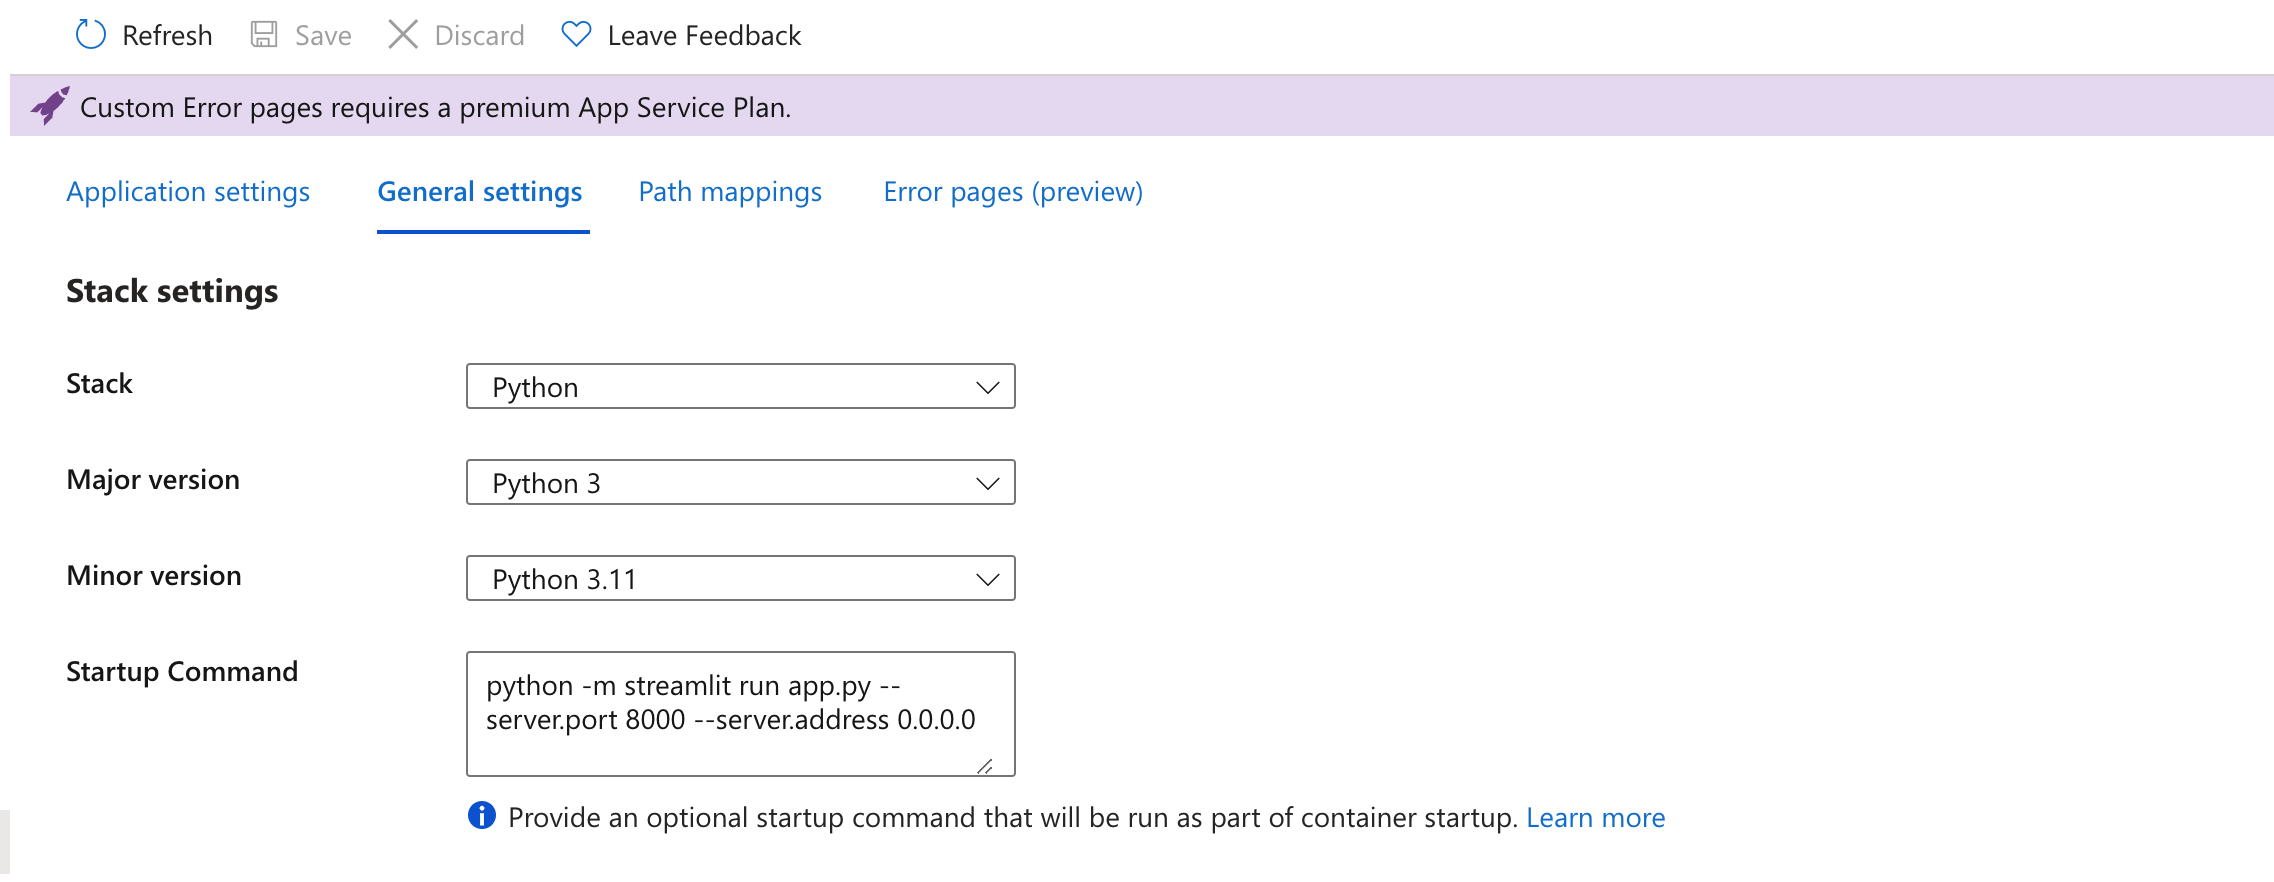 Refresh Save Discard Leave Feedback
Custom Error pages requires a premium App Service Plan.
Application settings General settings Path mappings Error pages (preview)
Stack settings
Stack Python
Major version Python 3
Minor version Python 3.11
Startup Command python -m streamlit run app.py --
server.port 8000 --server.address 0.0.0.0
Provide an optional startup command that will be run as part of container startup. Learn more